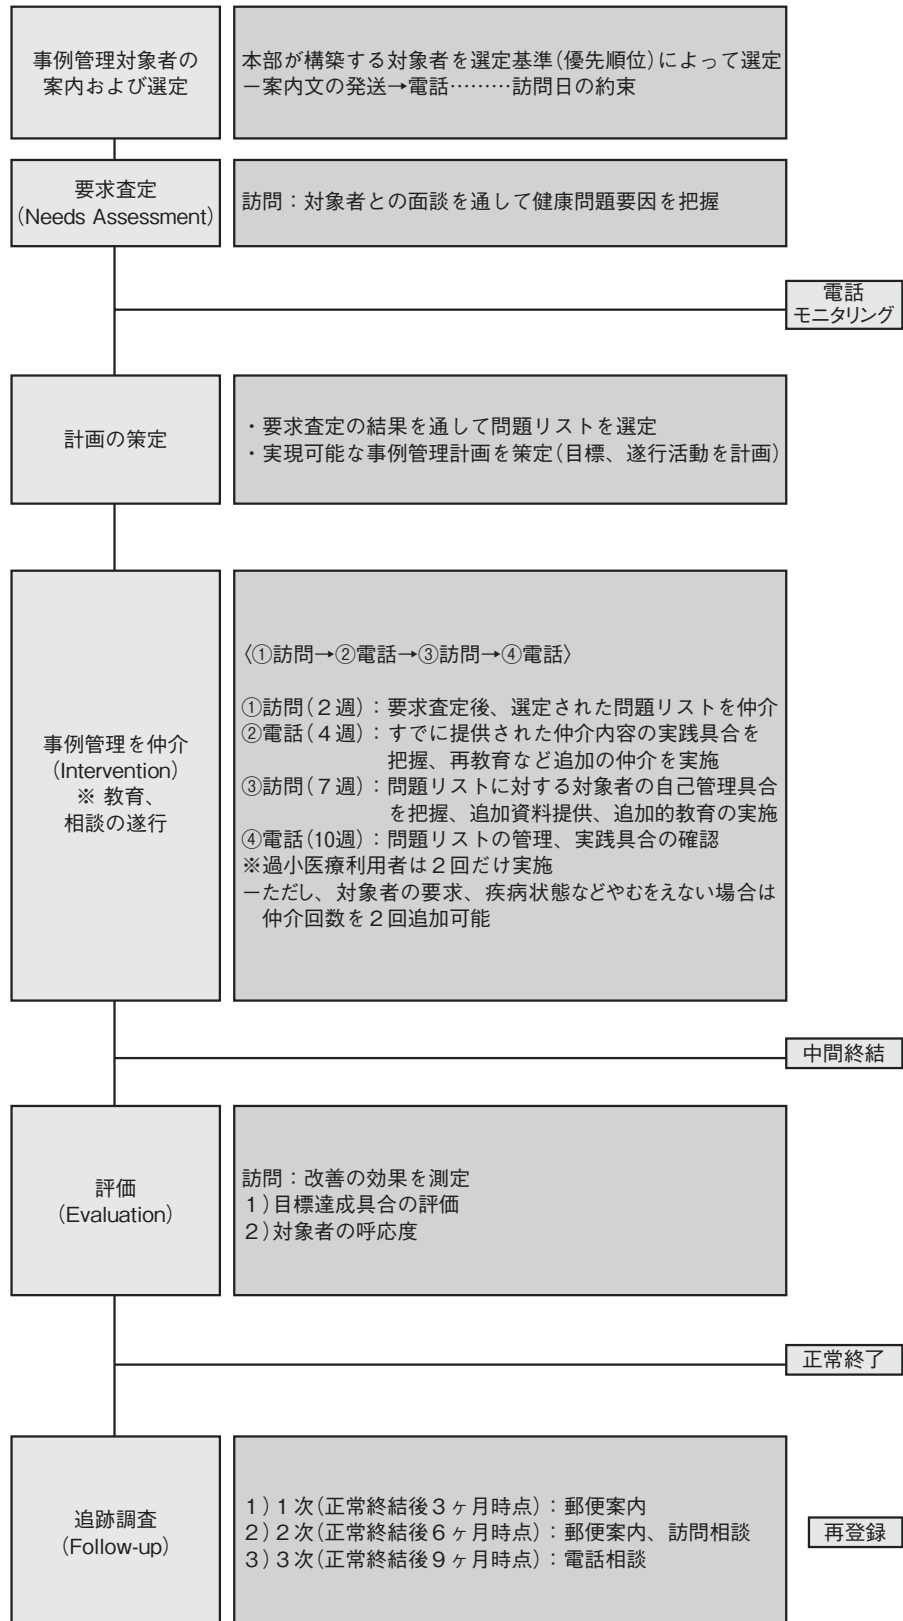 事例管理対象者の
案内および選定
本部が構築する対象者を選定基準(優先順位)によって選定
－案内文の発送→電話………訪問日の約束
要求査定
(Needs Assessment)
訪問：対象者との面談を通して健康問題要因を把握
電話
モニタリング
計画の策定
・要求査定の結果を通して問題リストを選定
・実現可能な事例管理計画を策定(目標、遂行活動を計画)
事例管理を仲介
(Intervention)
※ 教育、
相談の遂行
〈①訪問→②電話→③訪問→④電話〉
①訪問(２週)：要求査定後、選定された問題リストを仲介
②電話(４週)：すでに提供された仲介内容の実践具合を
把握、再教育など追加の仲介を実施
③訪問(７週)：問題リストに対する対象者の自己管理具合
を把握、追加資料提供、追加的教育の実施
④電話(10週)：問題リストの管理、実践具合の確認
※過小医療利用者は２回だけ実施
－ただし、対象者の要求、疾病状態などやむをえない場合は
仲介回数を２回追加可能
中間終結
評価
(Evaluation)
訪問：改善の効果を測定
１)目標達成具合の評価
２)対象者の呼応度
正常終了
追跡調査
(Follow-up)
１)１次(正常終結後３ヶ月時点)：郵便案内
２)２次(正常終結後６ヶ月時点)：郵便案内、訪問相談
３)３次(正常終結後９ヶ月時点)：電話相談
再登録